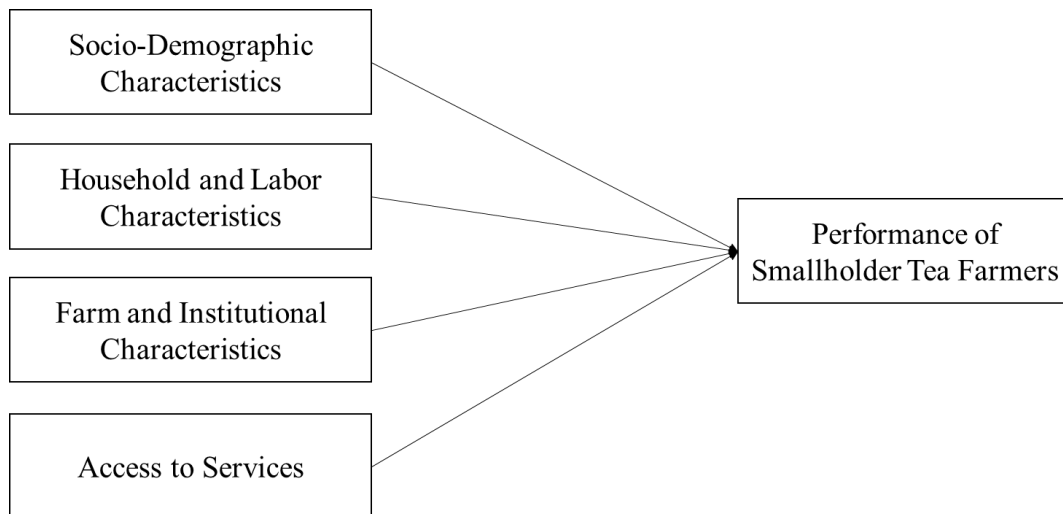 Socio-Demographic
Characteristics
Household and Labor
Characteristics
Farm and Institutional
Characteristics
Access to Services
Performance of
Smallholder Tea Farmers